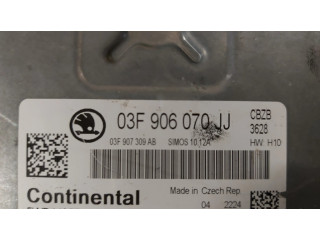 03F 906 070 JJ
CBZB
3628
03F 907 309 AB SIMOS 10.12A HW H10
Continental
Made in Czech Rep.
04 2224